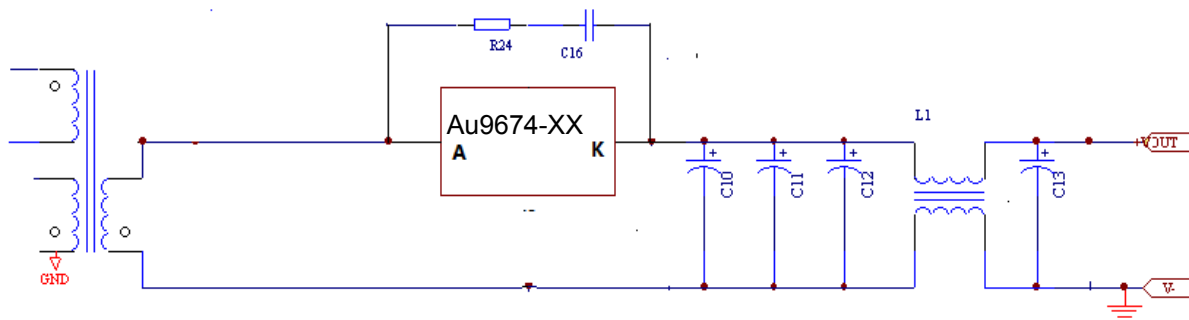 R24
C16
Au9674-XX
A
K
L1
+VOUT
C10
+
C11
+
C12
+
C13
+
GND
V-